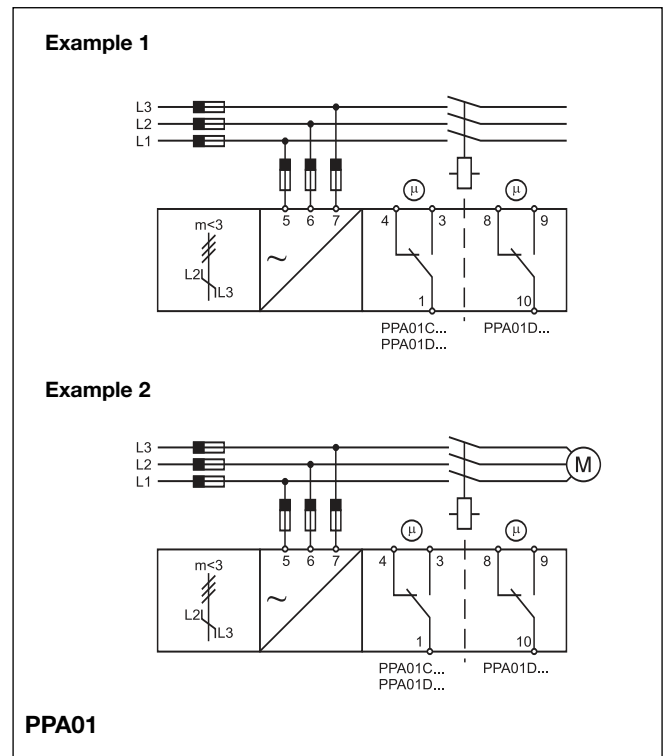 Example 1
L3
L2
L1
μ μ
5 6 7 4 3 8 9
m<3
L2
L3
~
1 10
PPA01C... PPA01D...
PPA01D...
Example 2
L3
L2
L1
M
μ μ
5 6 7 4 3 8 9
m<3
L2
L3
~
1 10
PPA01C... PPA01D...
PPA01D...
PPA01